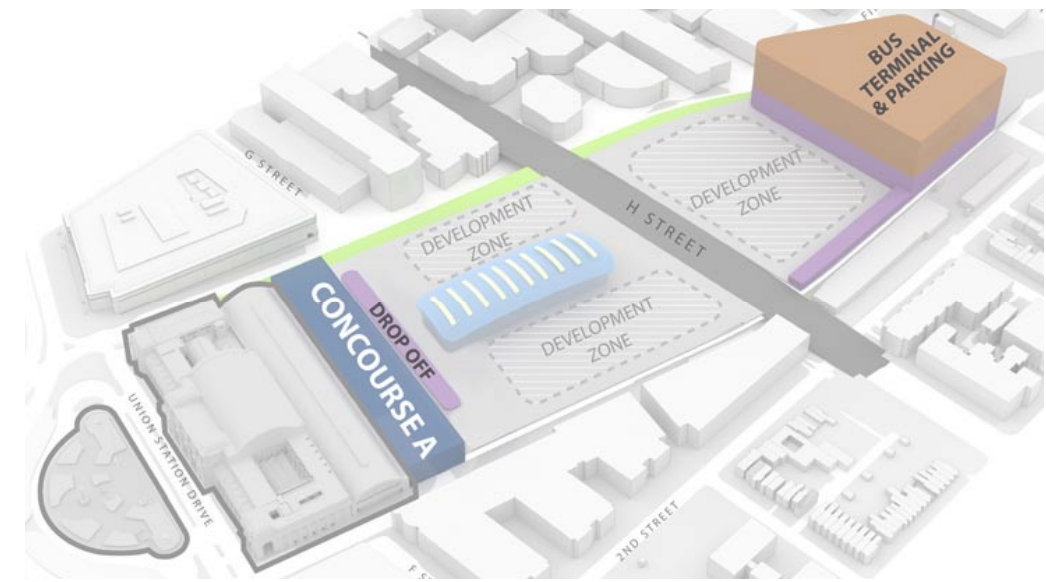 BUS
TERMINAL
& PARKING
G STREET
DEVELOPMENT
ZONE
H STREET
DEVELOPMENT
ZONE
CONCOURSE A
DROP OFF
DEVELOPMENT
ZONE
UNION STATION DRIVE
2ND STREET